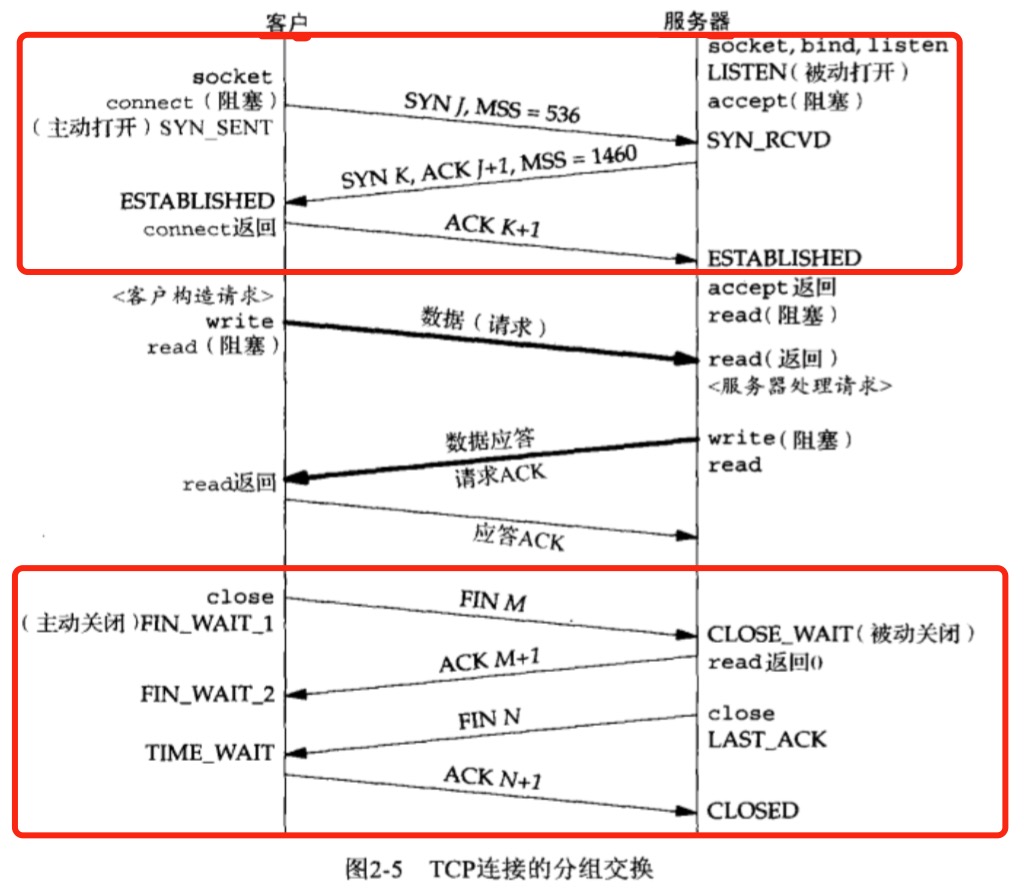 客户
服务器
socket, bind, listen
LISTEN(被动打开)
accept(阻塞)
socket
connect(阻塞)
(主动打开)SYN_SENT
SYN J, MSS = 536
SYN_RCVD
SYN K, ACK J+1, MSS = 1460
ESTABLISHED
connect返回
ACK K+1
ESTABLISHED
accept返回
read(阻塞)
<客户构造请求>
write
read(阻塞)
数据(请求)
read(返回)
<服务器处理请求>
write(阻塞)
read
数据应答
请求ACK
read返回
应答ACK
close
(主动关闭)FIN_WAIT_1
FIN M
CLOSE_WAIT(被动关闭)
read返回0
ACK M+1
FIN_WAIT_2
close
LAST_ACK
FIN N
TIME_WAIT
ACK N+1
CLOSED
图2-5 TCP连接的分组交换